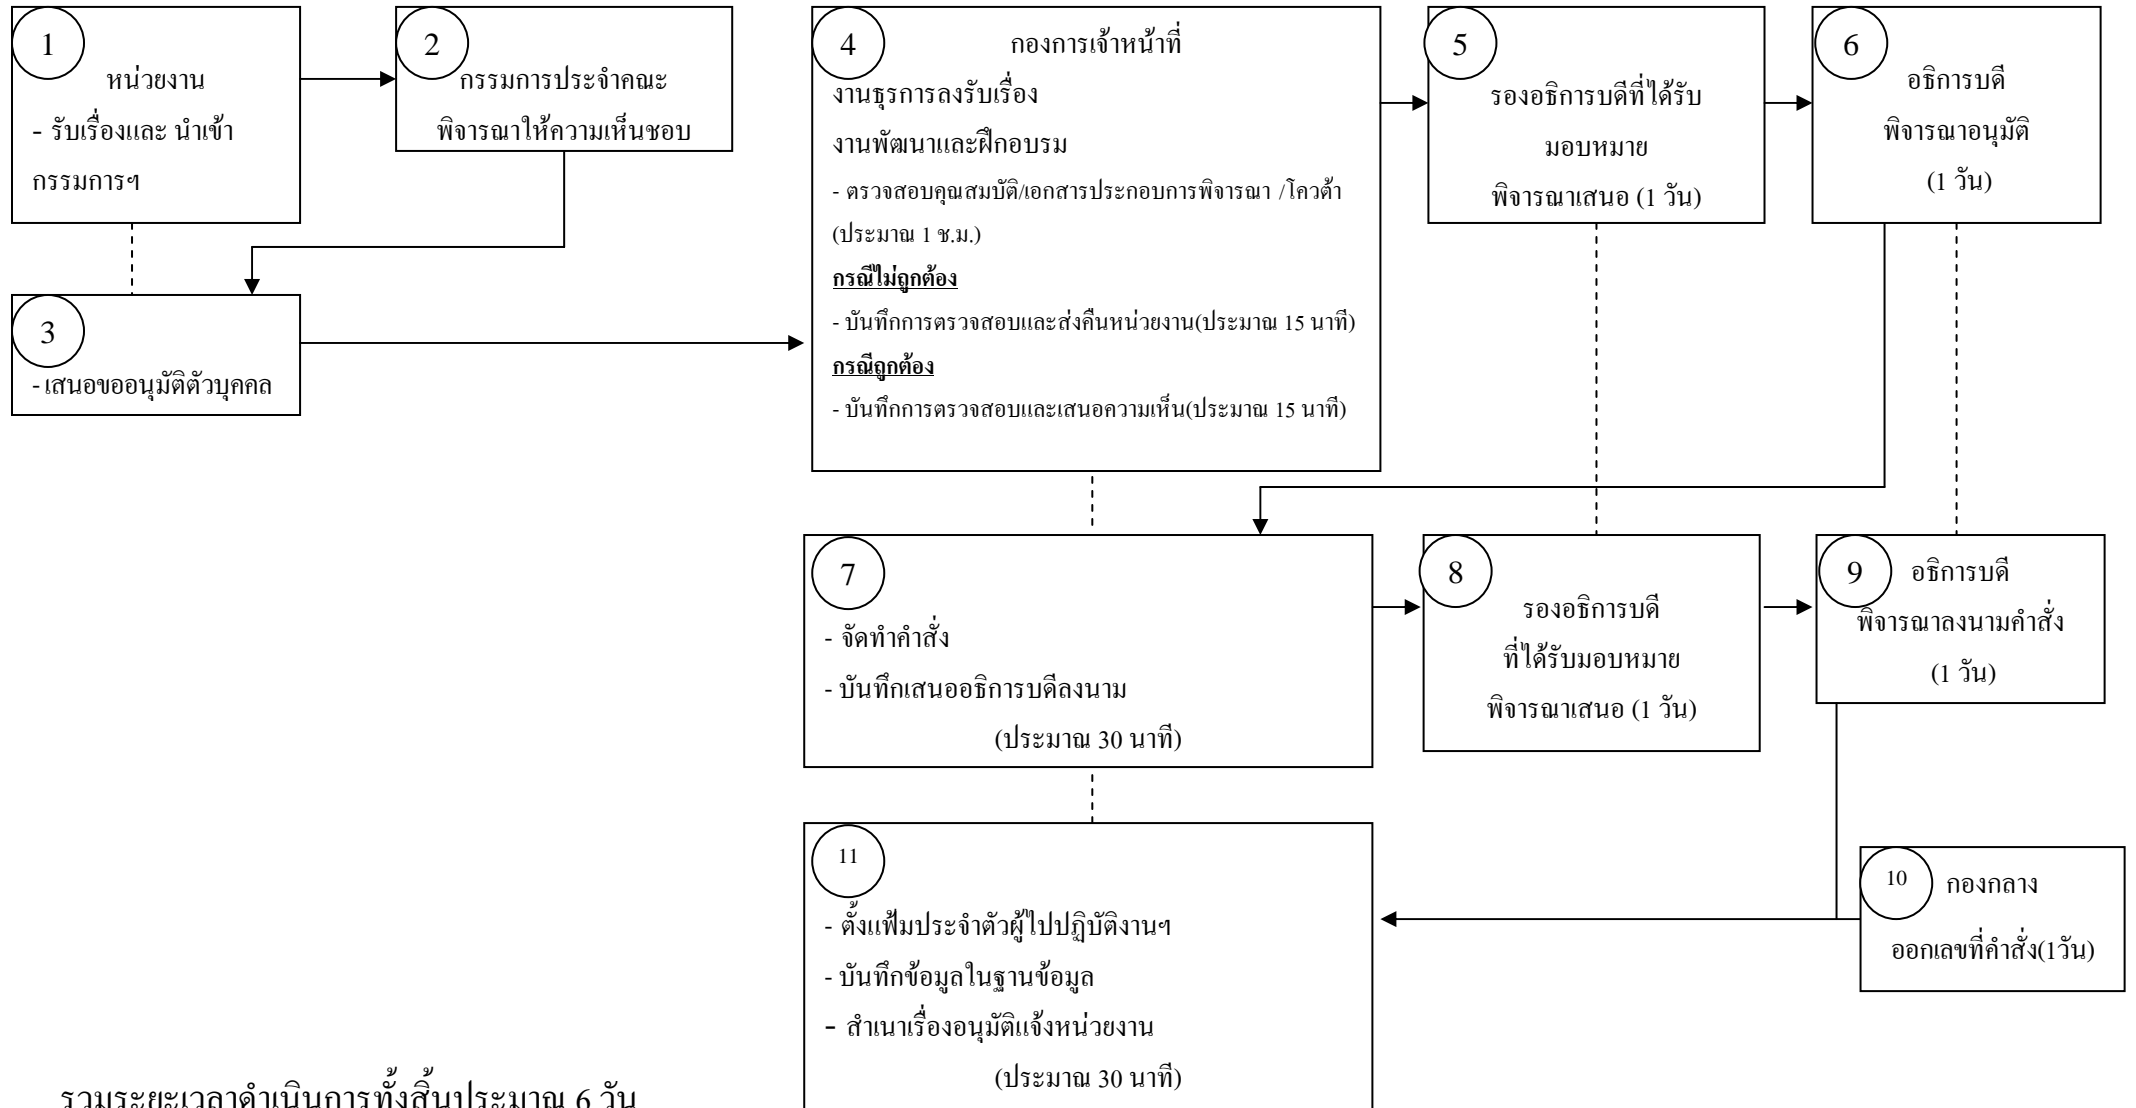 1
หน่วยงาน
- รับเรื่องและ นำเข้า
กรรมการฯ
2
กรรมการประจำคณะ
พิจารณาให้ความเห็นชอบ
3
- เสนอขออนุมัติตัวบุคคล
4
กองการเจ้าหน้าที่
งานธุรการลงรับเรื่อง
งานพัฒนาและฝึกอบรม
- ตรวจสอบคุณสมบัติ/เอกสารประกอบการพิจารณา /โควต้า
(ประมาณ 1 ช.ม.)
กรณีไม่ถูกต้อง
- บันทึกการตรวจสอบและส่งคืนหน่วยงาน(ประมาณ 15 นาที)
กรณีถูกต้อง
- บันทึกการตรวจสอบและเสนอความเห็น(ประมาณ 15 นาที)
5
รองอธิการบดีที่ได้รับ
มอบหมาย
พิจารณาเสนอ (1 วัน)
6
อธิการบดี
พิจารณาอนุมัติ
(1 วัน)
7
- จัดทำคำสั่ง
- บันทึกเสนออธิการบดีลงนาม
(ประมาณ 30 นาที)
8
รองอธิการบดี
ที่ได้รับมอบหมาย
พิจารณาเสนอ (1 วัน)
9
อธิการบดี
พิจารณาลงนามคำสั่ง
(1 วัน)
10
กองกลาง
ออกเลขที่คำสั่ง(1วัน)
11
- ตั้งแฟ้มประจำตัวผู้ไปปฏิบัติงานฯ
- บันทึกข้อมูลในฐานข้อมูล
- สำเนาเรื่องอนุมัติแจ้งหน่วยงาน
(ประมาณ 30 นาที)
รวมระยะเวลาดำเนินการทั้งสิ้นประมาณ 6 วัน